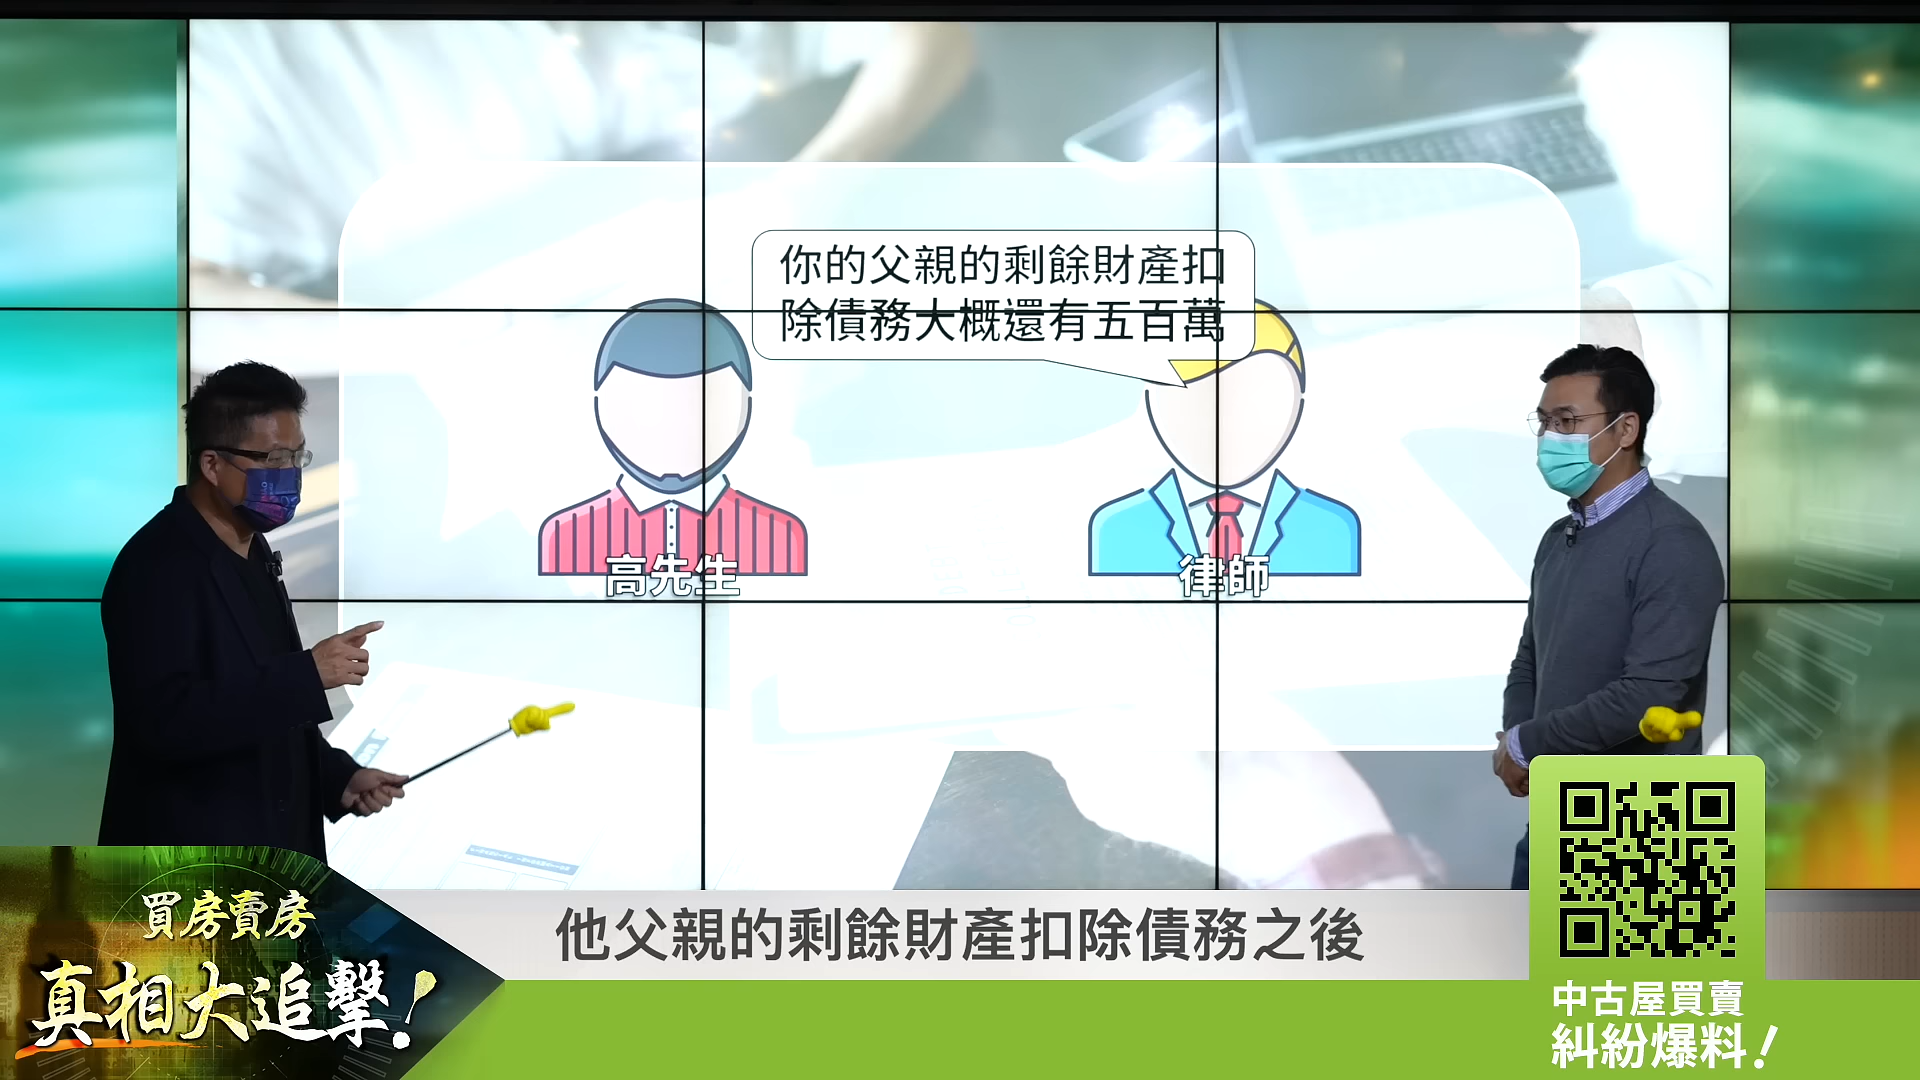 你的父親的剩餘財產扣
除債務大概還有五百萬
高先生
律師
他父親的剩餘財產扣除債務之後
買房賣房
真相大追擊!
中古屋買賣
糾紛爆料!